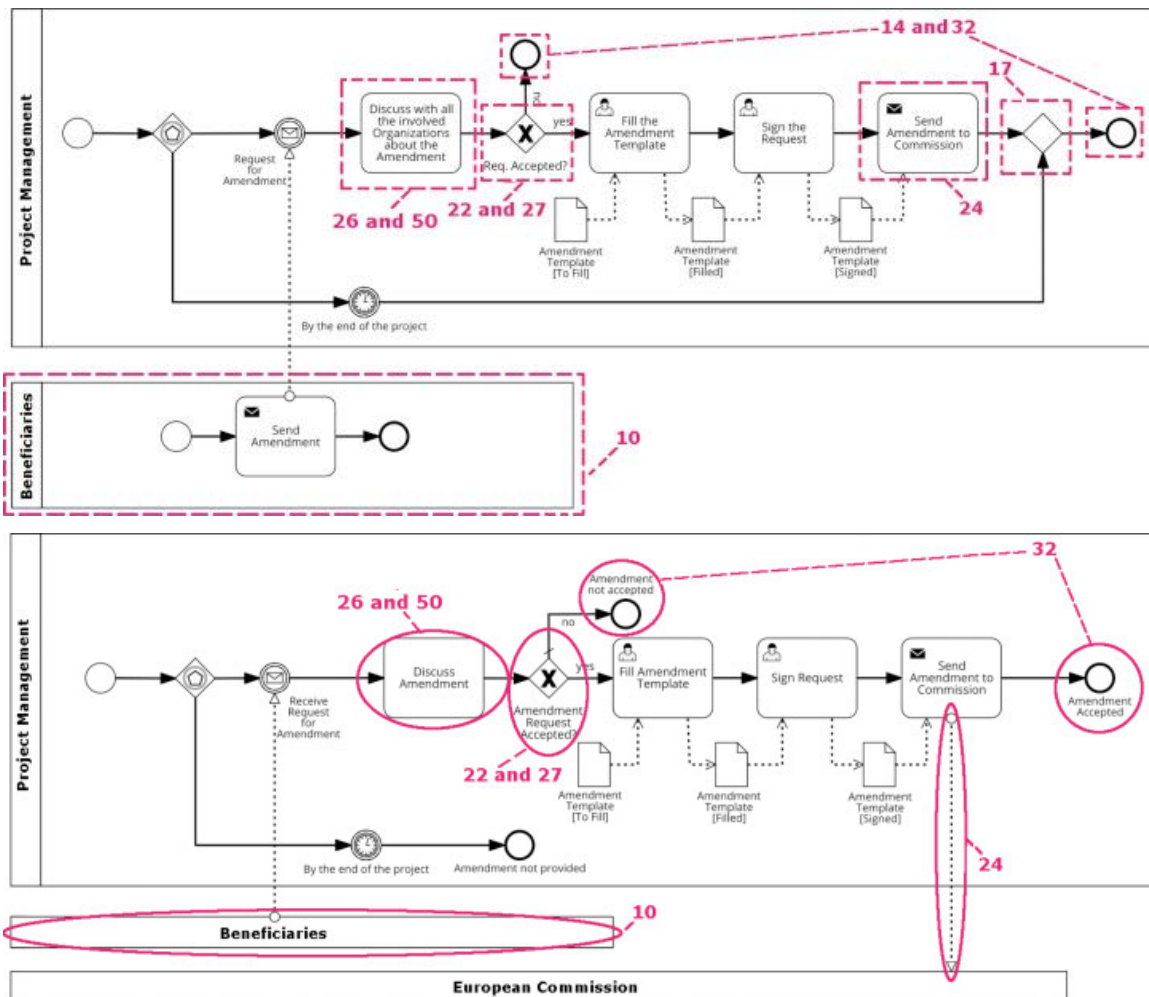 14 and 32
17
Project Management
Discuss with all
the involved
Organizations
about the
Amendment
no
yes
Fill the
Amendment
Template
Sign the
Request
Send
Amendment to
Commission
Request
for
Amendment
Req. Accepted?
26 and 50
22 and 27
24
Amendment
Template
[To Fill]
Amendment
Template
[Filled]
Amendment
Template
[Signed]
By the end of the project
Beneficiaries
Send
Amendment
10
Project Management
32
Amendment
not accepted
26 and 50
no
Discuss
Amendment
yes
Fill Amendment
Template
Sign Request
Send
Amendment to
Commission
Receive
Request
for
Amendment
Amendment
Request
Accepted?
Amendment
Accepted
22 and 27
Amendment
Template
[To Fill]
Amendment
Template
[Filled]
Amendment
Template
[Signed]
24
By the end of the project
Amendment not provided
10
Beneficiaries
European Commission